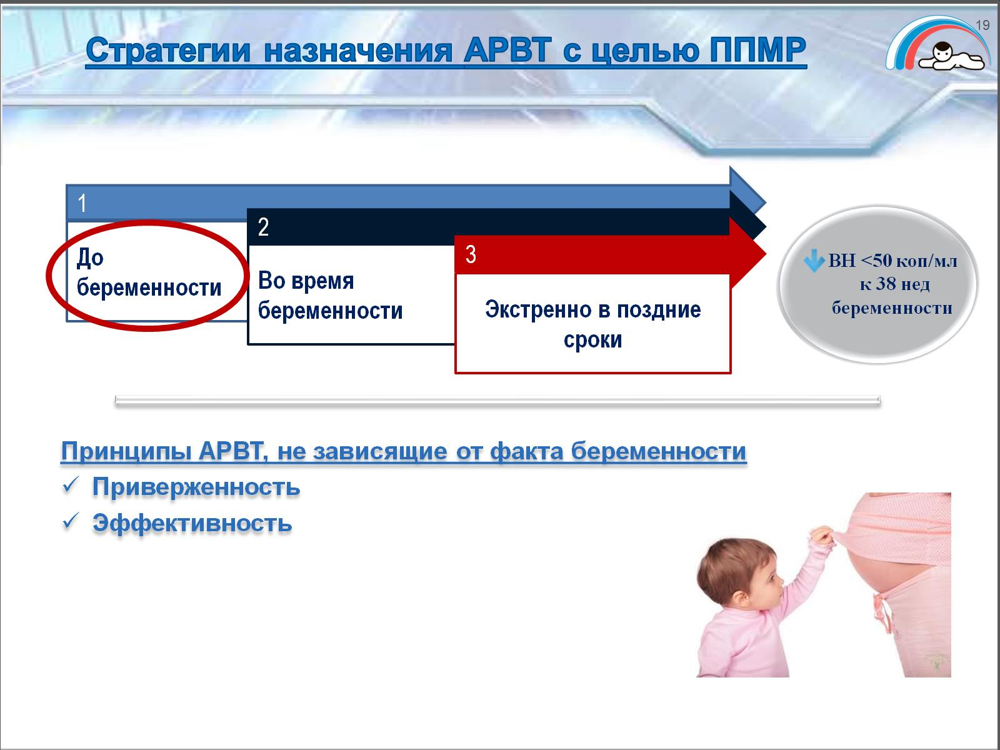 19
Стратегии назначения АРВТ с целью ППМР
1
До
беременности
2
Во время
беременности
3
Экстренно в поздние
сроки
ВН <50 коп/мл
к 38 нед
беременности
Принципы АРВТ, не зависящие от факта беременности
✓ Приверженность
✓ Эффективность